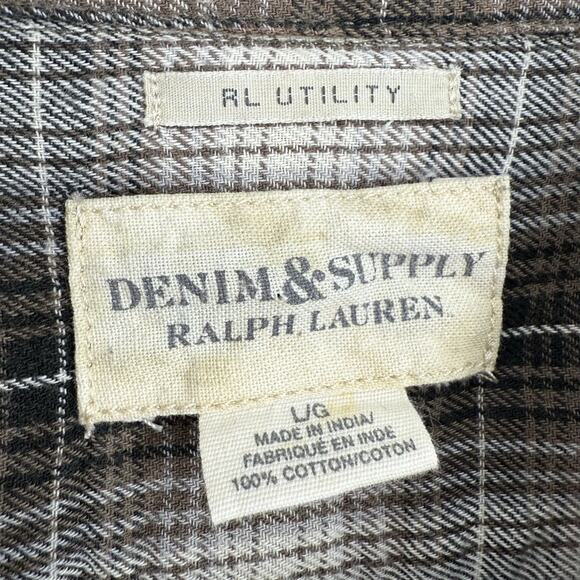 RL UTILITY
DENIM & SUPPLY
RALPH LAUREN
L/G
MADE IN INDIA/
FABRIQUÉ EN INDE
100% COTTON/COTON